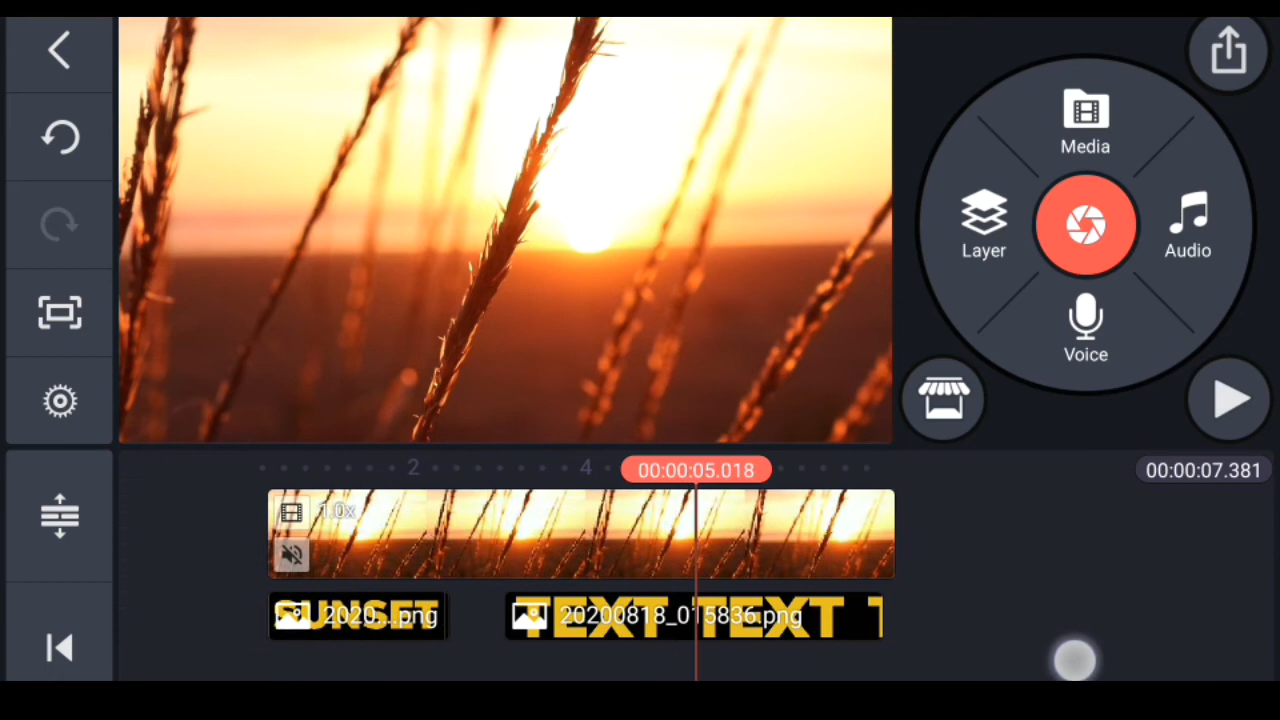 Media
Layer
Audio
Voice
2
4
00:00:05.018
00:00:07.381
1.0x
SUNSET
2020...png
TEXT TEXT T
20200818_015836.png